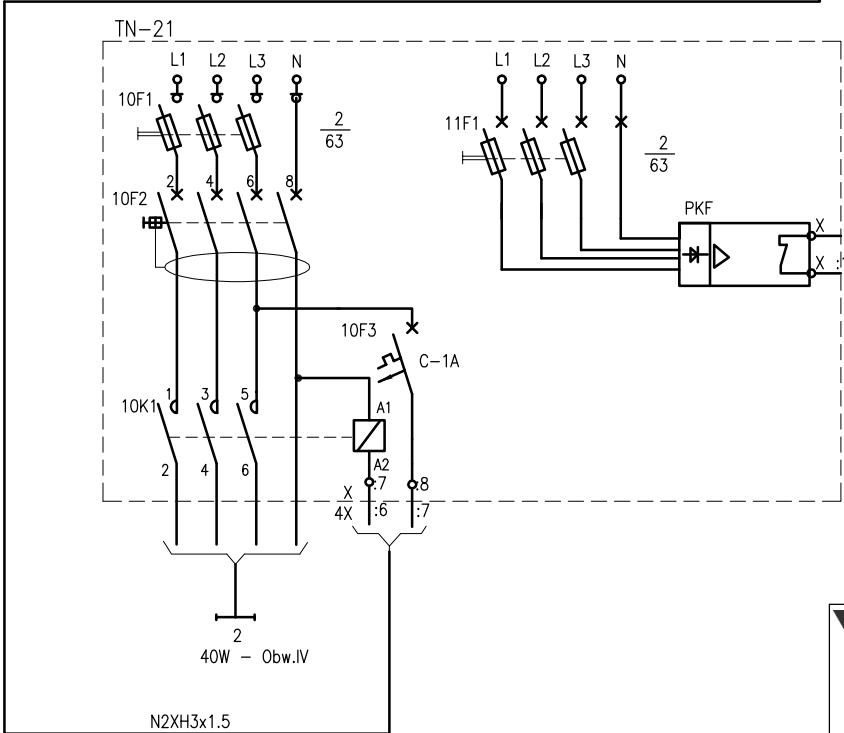 TN-21
L1 L2 L3 N
L1 L2 L3 N
10F1
2
63
11F1
2
63
2 4 6 8
10F2
PKF
X
X :1
10F3
C-1A
10K1
1 3 5
A1
2 4 6
A2
X :7 :8
4X :6 :7
2
40W - Obw.IV
N2XH3x1.5